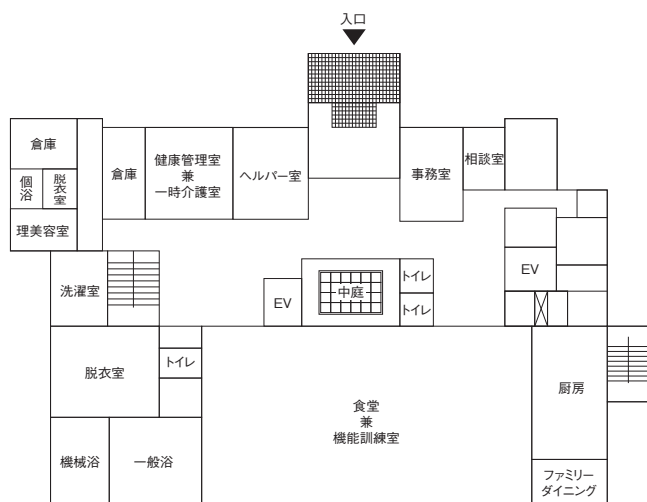 入口
倉庫
個浴
脱衣室
理美容室
倉庫
健康管理室
兼
一時介護室
ヘルパー室
事務室
相談室
洗濯室
EV
中庭
トイレ
トイレ
EV
脱衣室
トイレ
食堂
兼
機能訓練室
厨房
機械浴
一般浴
ファミリー
ダイニング